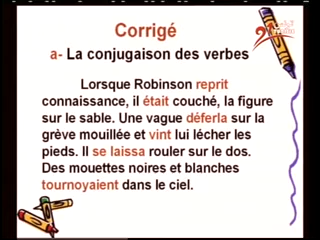 Corrigé
a- La conjugaison des verbes
Lorsque Robinson reprit
connaissance, il était couché, la figure
sur le sable. Une vague déferla sur la
grève mouillée et vint lui lécher les
pieds. Il se laissa rouler sur le dos.
Des mouettes noires et blanches
tournoyaient dans le ciel.